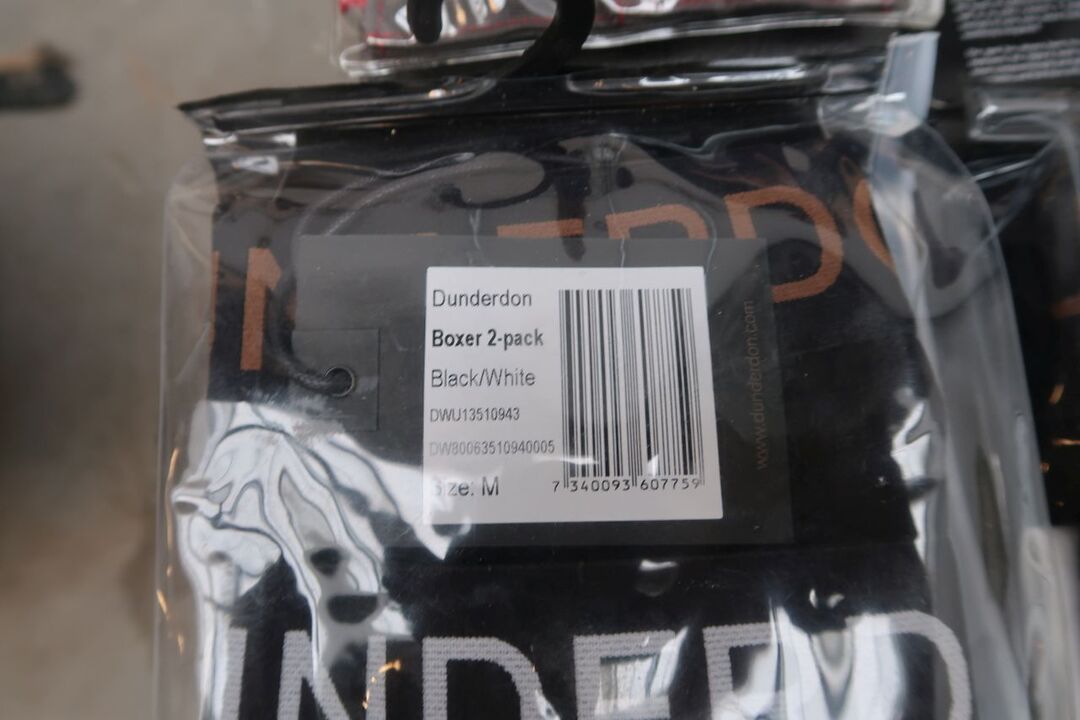 Dunderdon
Boxer 2-pack
Black/White
DWU13510943
DW80063510940005
Size: M
7 340093 607759
www.dunderdon.com